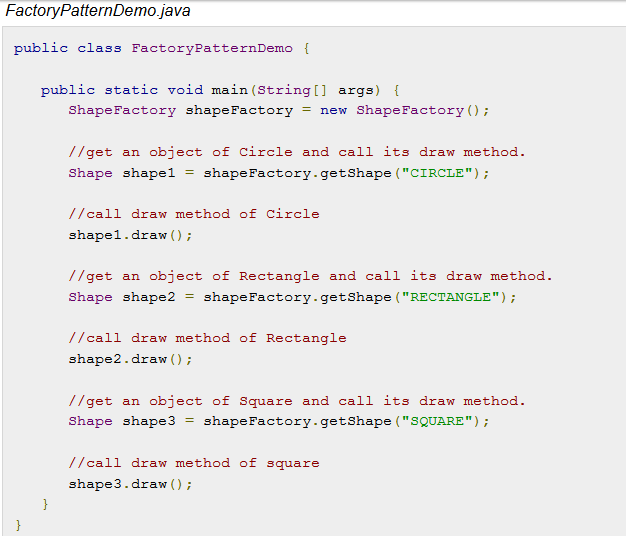 FactoryPatternDemo.java
public class FactoryPatternDemo {
public static void main(String[] args) {
ShapeFactory shapeFactory = new ShapeFactory();
//get an object of Circle and call its draw method.
Shape shape1 = shapeFactory.getShape("CIRCLE");
//call draw method of Circle
shape1.draw();
//get an object of Rectangle and call its draw method.
Shape shape2 = shapeFactory.getShape("RECTANGLE");
//call draw method of Rectangle
shape2.draw();
//get an object of Square and call its draw method.
Shape shape3 = shapeFactory.getShape("SQUARE");
//call draw method of square
shape3.draw();
}
}